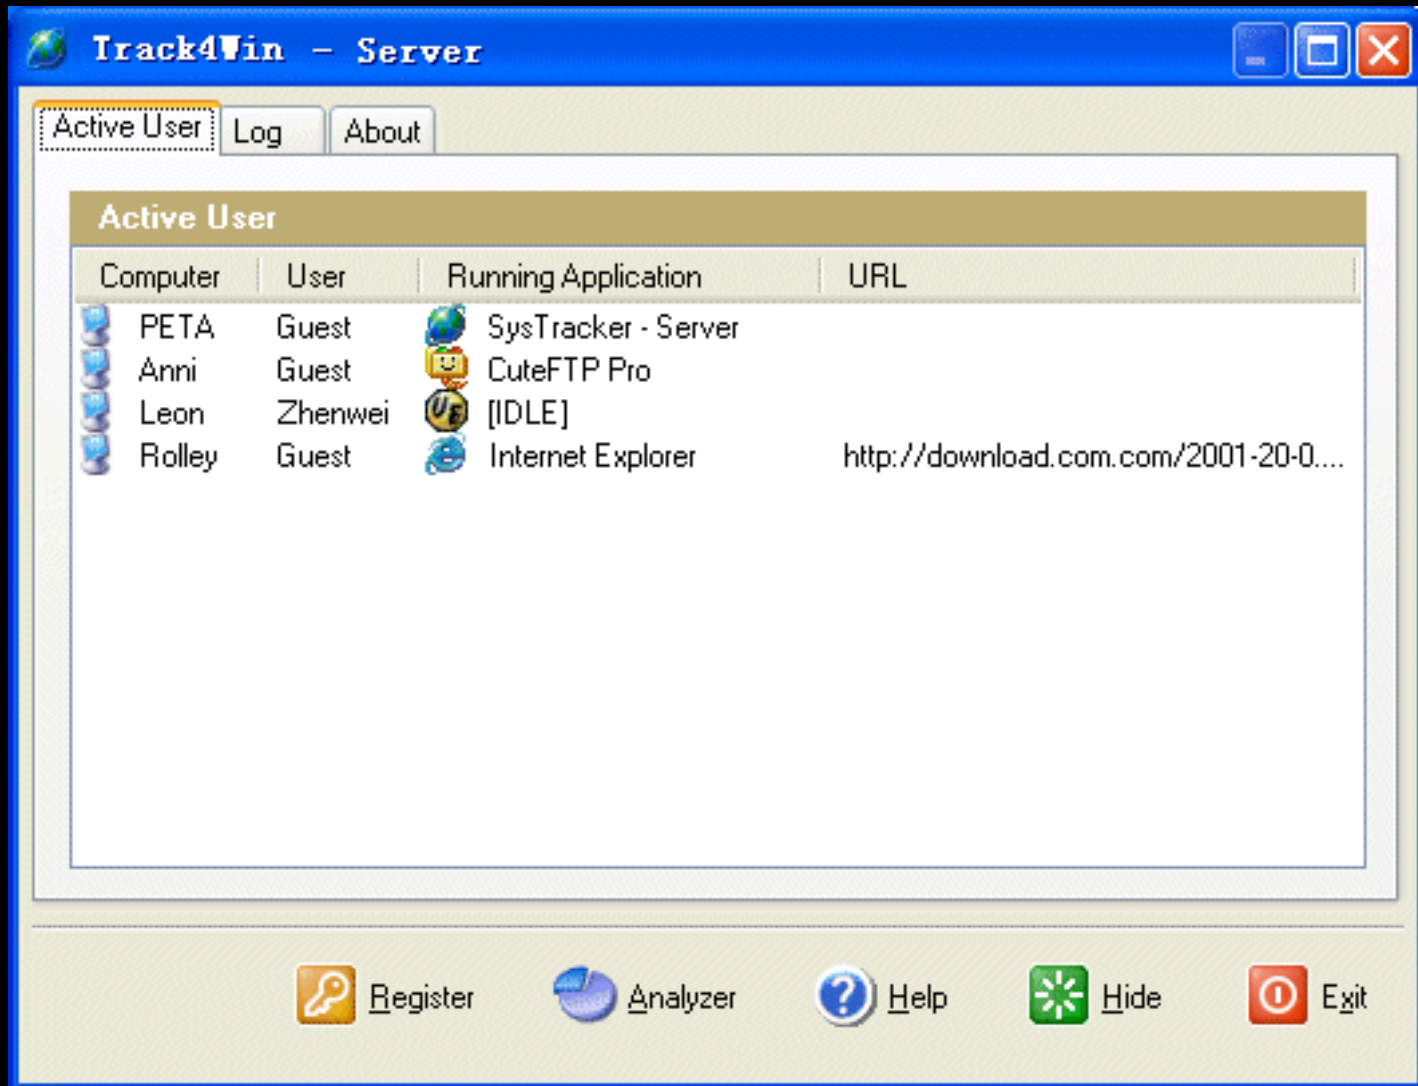 Track4Win - Server
Active User Log About
Active User
Computer User Running Application URL
PETA Guest SysTracker - Server
Anni Guest CuteFTP Pro
Leon Zhenwei UE [IDLE]
Rolley Guest Internet Explorer http://download.com.com/2001-20-0....
Register Analyzer Help Hide Exit